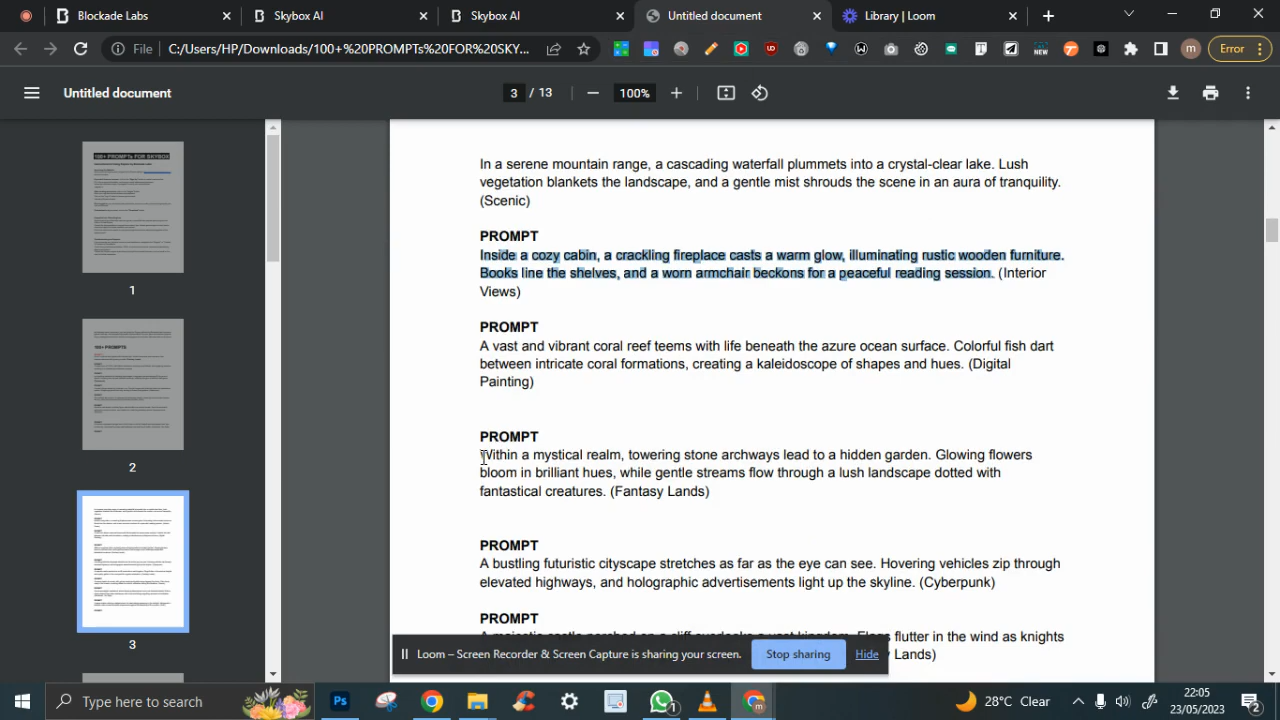 Blockade Labs
Skybox AI
Skybox AI
Untitled document
Library | Loom
File
C:/Users/HP/Downloads/100+%20PROMPTs%20FOR%20SKY...
NEW
m
Error
Untitled document
3 / 13
100%
100+ PROMPTs FOR SKYBOX
1
2
3
In a serene mountain range, a cascading waterfall plummets into a crystal-clear lake. Lush
vegetation blankets the landscape, and a gentle mist shrouds the scene in an aura of tranquility.
(Scenic)
PROMPT
Inside a cozy cabin, a crackling fireplace casts a warm glow, illuminating rustic wooden furniture.
Books line the shelves, and a worn armchair beckons for a peaceful reading session. (Interior
Views)
PROMPT
A vast and vibrant coral reef teems with life beneath the azure ocean surface. Colorful fish dart
between intricate coral formations, creating a kaleidoscope of shapes and hues. (Digital
Painting)
PROMPT
Within a mystical realm, towering stone archways lead to a hidden garden. Glowing flowers
bloom in brilliant hues, while gentle streams flow through a lush landscape dotted with
fantastical creatures. (Fantasy Lands)
PROMPT
A bustling futuristic cityscape stretches as far as the eye can see. Hovering vehicles zip through
elevated highways, and holographic advertisements light up the skyline. (Cyberpunk)
PROMPT
flutter in the wind as knights
Lands)
Loom – Screen Recorder & Screen Capture is sharing your screen.
Stop sharing
Hide
Type here to search
Ps
1
m
28°C Clear
22:05
23/05/2023
2